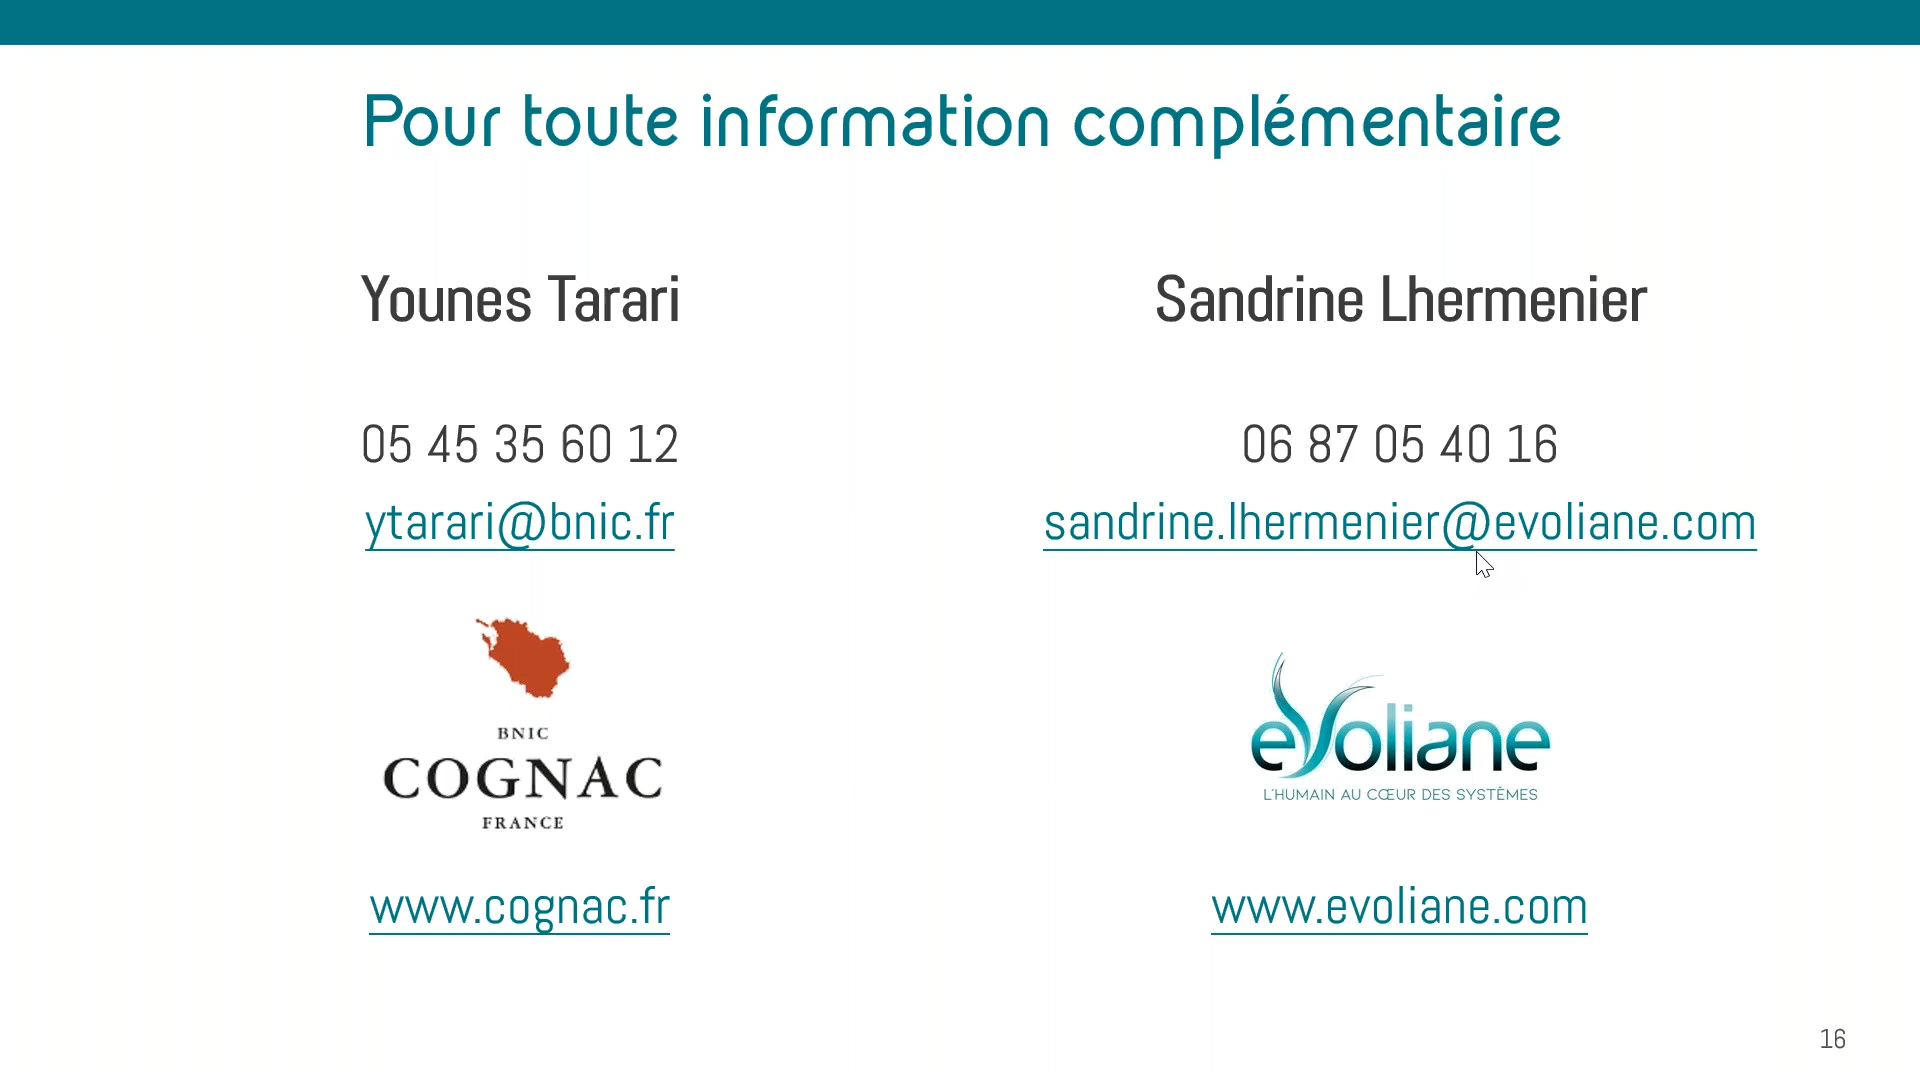 Pour toute information complémentaire
Younes Tarari
05 45 35 60 12
ytarari@bnic.fr
BNIC
COGNAC
FRANCE
www.cognac.fr
Sandrine Lhermenier
06 87 05 40 16
sandrine.lhermenier@evoliane.com
eVoliane
L'HUMAIN AU CŒUR DES SYSTÈMES
www.evoliane.com
16